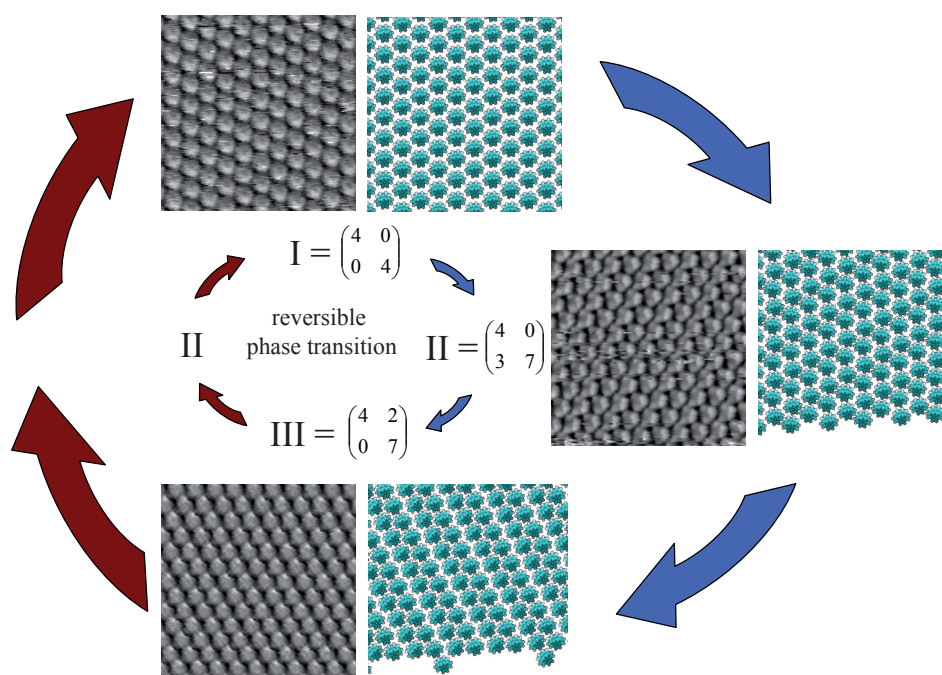 I = (4 0
0 4)
reversible
phase transition
II
II = (4 0
3 7)
III = (4 2
0 7)